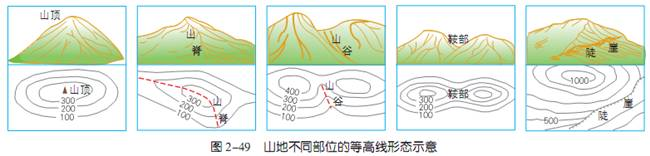 山顶
山
脊
山
谷
鞍部
陡
崖
山顶
300
200
100
300
200
100
山
脊
400
300
200
100
山
谷
300
200
100
鞍部
1000
500
陡
崖
图 2-49 山地不同部位的等高线形态示意